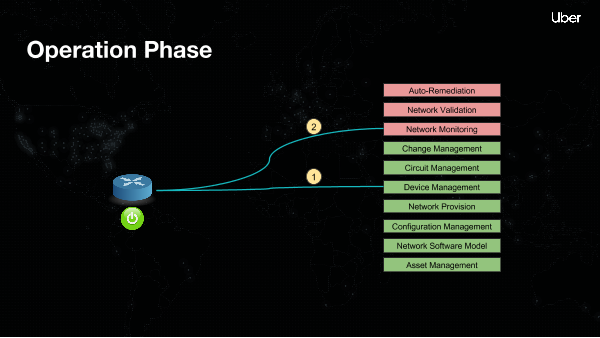 Uber
Operation Phase
Auto-Remediation
Network Validation
2
Network Monitoring
Change Management
Circuit Management
1
Device Management
Network Provision
Configuration Management
Network Software Model
Asset Management